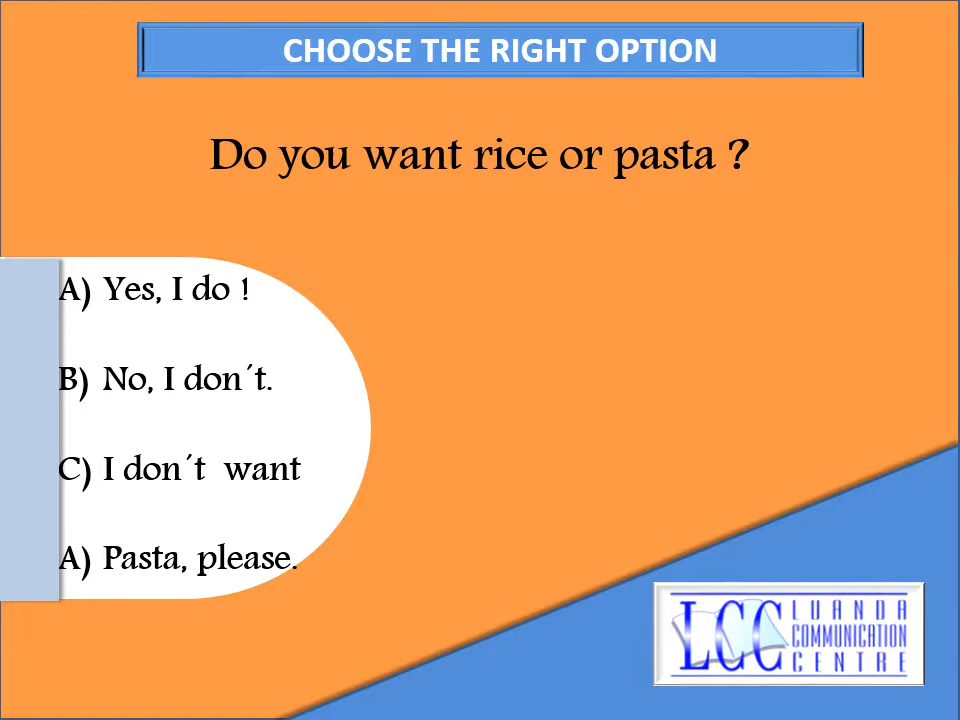 CHOOSE THE RIGHT OPTION
Do you want rice or pasta ?
A) Yes, I do !
B) No, I don´t.
C) I don´t  want
A) Pasta, please.
LCC LUANDA
COMMUNICATION
CENTRE